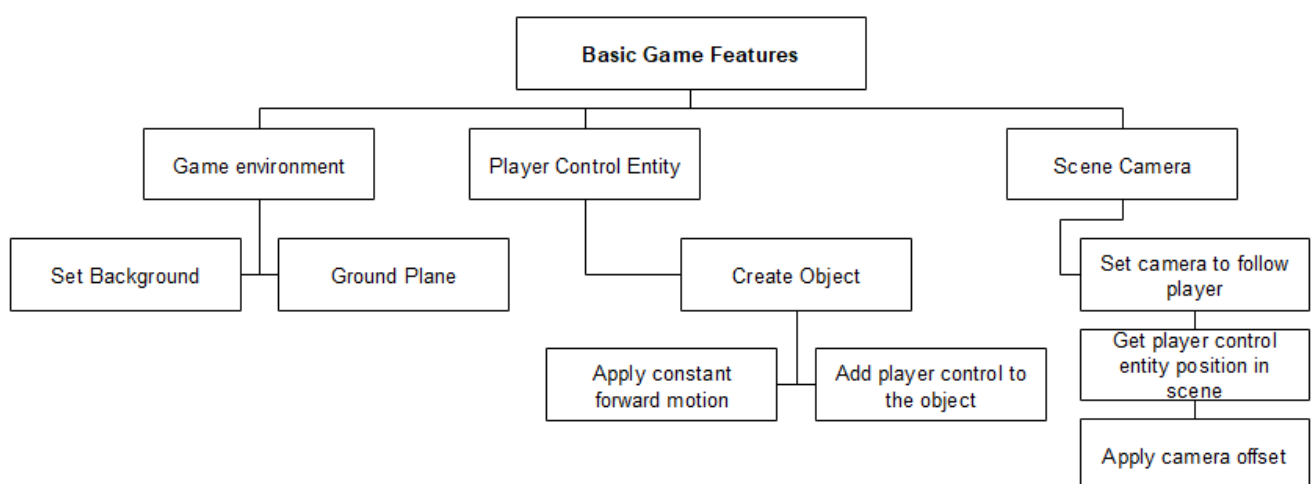 Basic Game Features
Game environment
Player Control Entity
Scene Camera
Set Background
Ground Plane
Create Object
Set camera to follow
player
Apply constant
forward motion
Add player control to
the object
Get player control
entity position in
scene
Apply camera offset